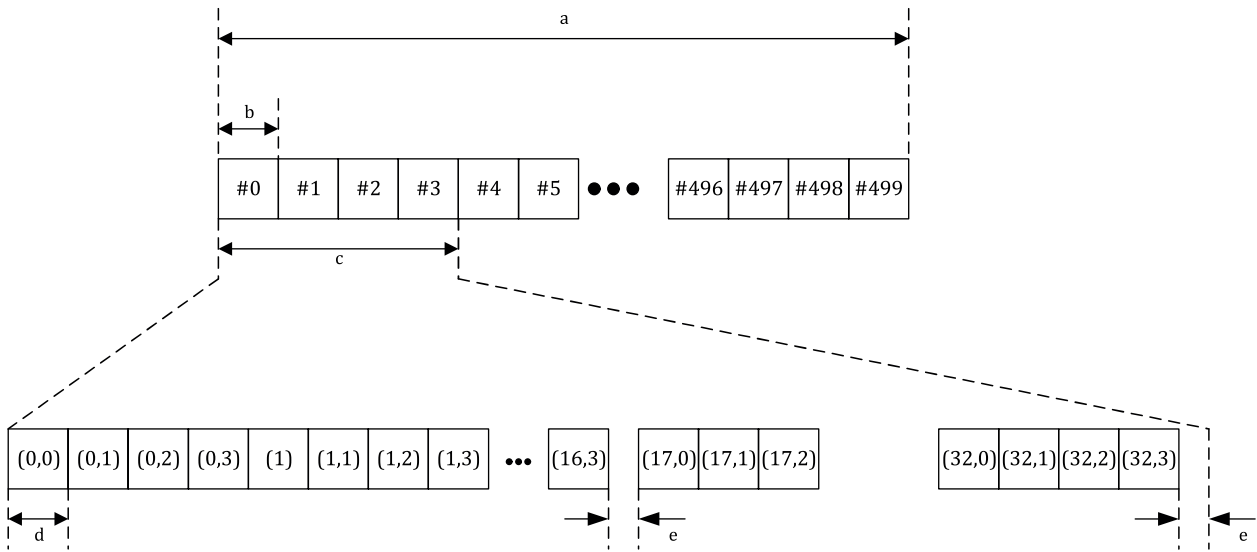 a
b
#0 #1 #2 #3 #4 #5 ●●● #496 #497 #498 #499
c
(0,0) (0,1) (0,2) (0,3) (1) (1,1) (1,2) (1,3) ●●● (16,3) (17,0) (17,1) (17,2) (32,0) (32,1) (32,2) (32,3)
d e e